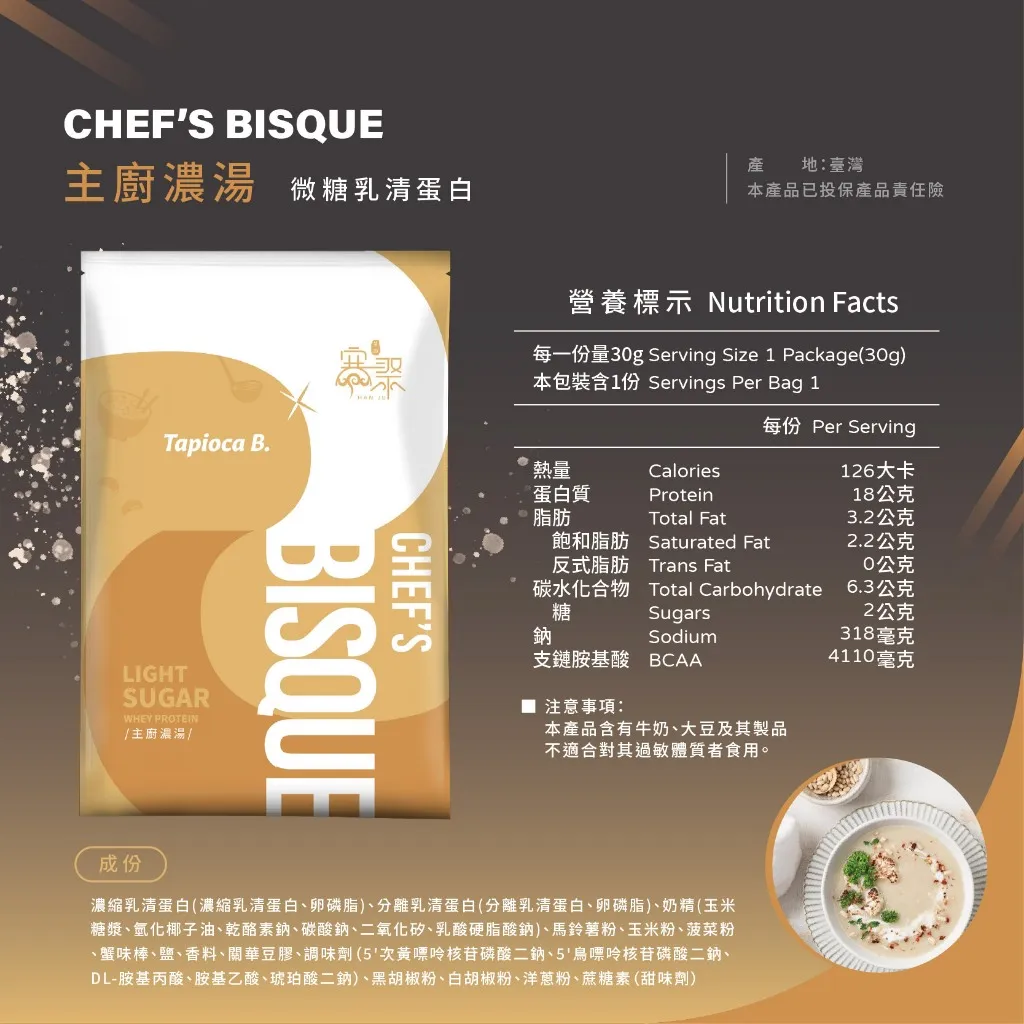 CHEF'S BISQUE
主廚濃湯 微糖乳清蛋白
產 地:臺灣
本產品已投保產品責任險
寒聚
HAN JU
Tapioca B.
CHEF'S
BISQUE
LIGHT
SUGAR
WHEY PROTEIN
/主廚濃湯/
營養標示 Nutrition Facts
每一份量30g Serving Size 1 Package(30g)
本包裝含1份 Servings Per Bag 1
每份 Per Serving
熱量 Calories 126大卡
蛋白質 Protein 18公克
脂肪 Total Fat 3.2公克
飽和脂肪 Saturated Fat 2.2公克
反式脂肪 Trans Fat 0公克
碳水化合物 Total Carbohydrate 6.3公克
糖 Sugars 2公克
鈉 Sodium 318毫克
支鏈胺基酸 BCAA 4110毫克
■ 注意事項:
本產品含有牛奶、大豆及其製品
不適合對其過敏體質者食用。
成份
濃縮乳清蛋白(濃縮乳清蛋白、卵磷脂)、分離乳清蛋白(分離乳清蛋白、卵磷脂)、奶精(玉米
糖漿、氫化椰子油、乾酪素鈉、碳酸鈉、二氧化矽、乳酸硬脂酸鈉)、馬鈴薯粉、玉米粉、菠菜粉
、蟹味棒、鹽、香料、關華豆膠、調味劑(5'次黃嘌呤核苷磷酸二鈉、5'鳥嘌呤核苷磷酸二鈉、
DL-胺基丙酸、胺基乙酸、琥珀酸二鈉)、黑胡椒粉、白胡椒粉、洋蔥粉、蔗糖素(甜味劑)